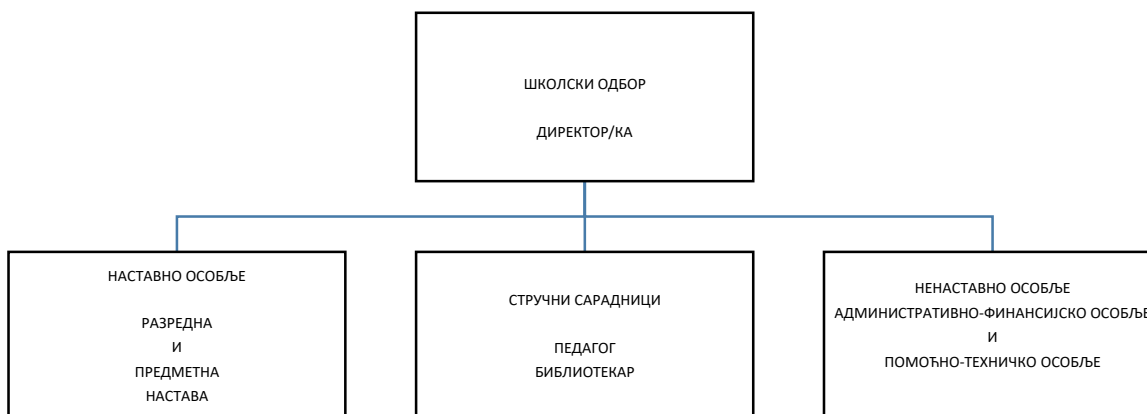 ШКОЛСКИ ОДБОР
ДИРЕКТОР/КА
НАСТАВНО ОСОБЉЕ
РАЗРЕДНА
И
ПРЕДМЕТНА
НАСТАВА
СТРУЧНИ САРАДНИЦИ
ПЕДАГОГ
БИБЛИОТЕКАР
НЕНАСТАВНО ОСОБЉЕ
АДМИНИСТРАТИВНО-ФИНАНСИЈСКО ОСОБЉЕ
И
ПОМОЋНО-ТЕХНИЧКО ОСОБЉЕ